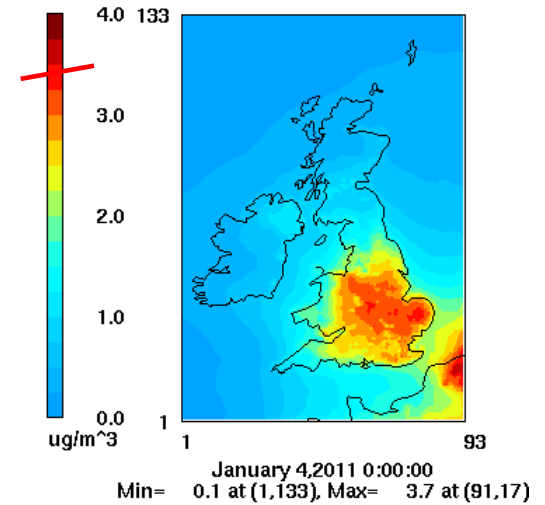 4.0
3.0
2.0
1.0
0.0
ug/m^3
133
1
1 93
January 4,2011 0:00:00
Min= 0.1 at (1,133), Max= 3.7 at (91,17)